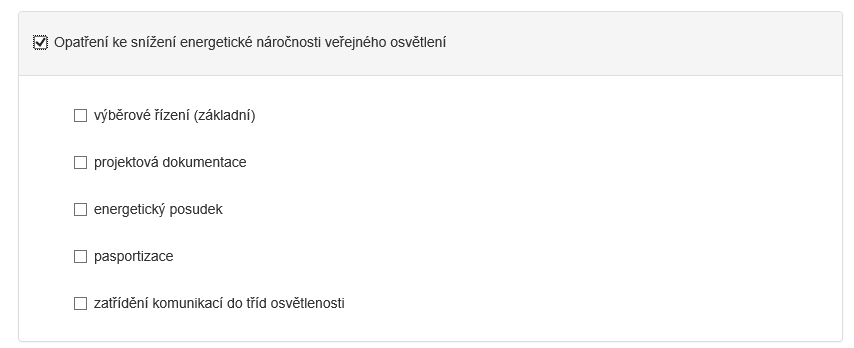 Opatření ke snížení energetické náročnosti veřejného osvětlení
výběrové řízení (základní)
projektová dokumentace
energetický posudek
pasportizace
zatřídění komunikací do tříd osvětlenosti